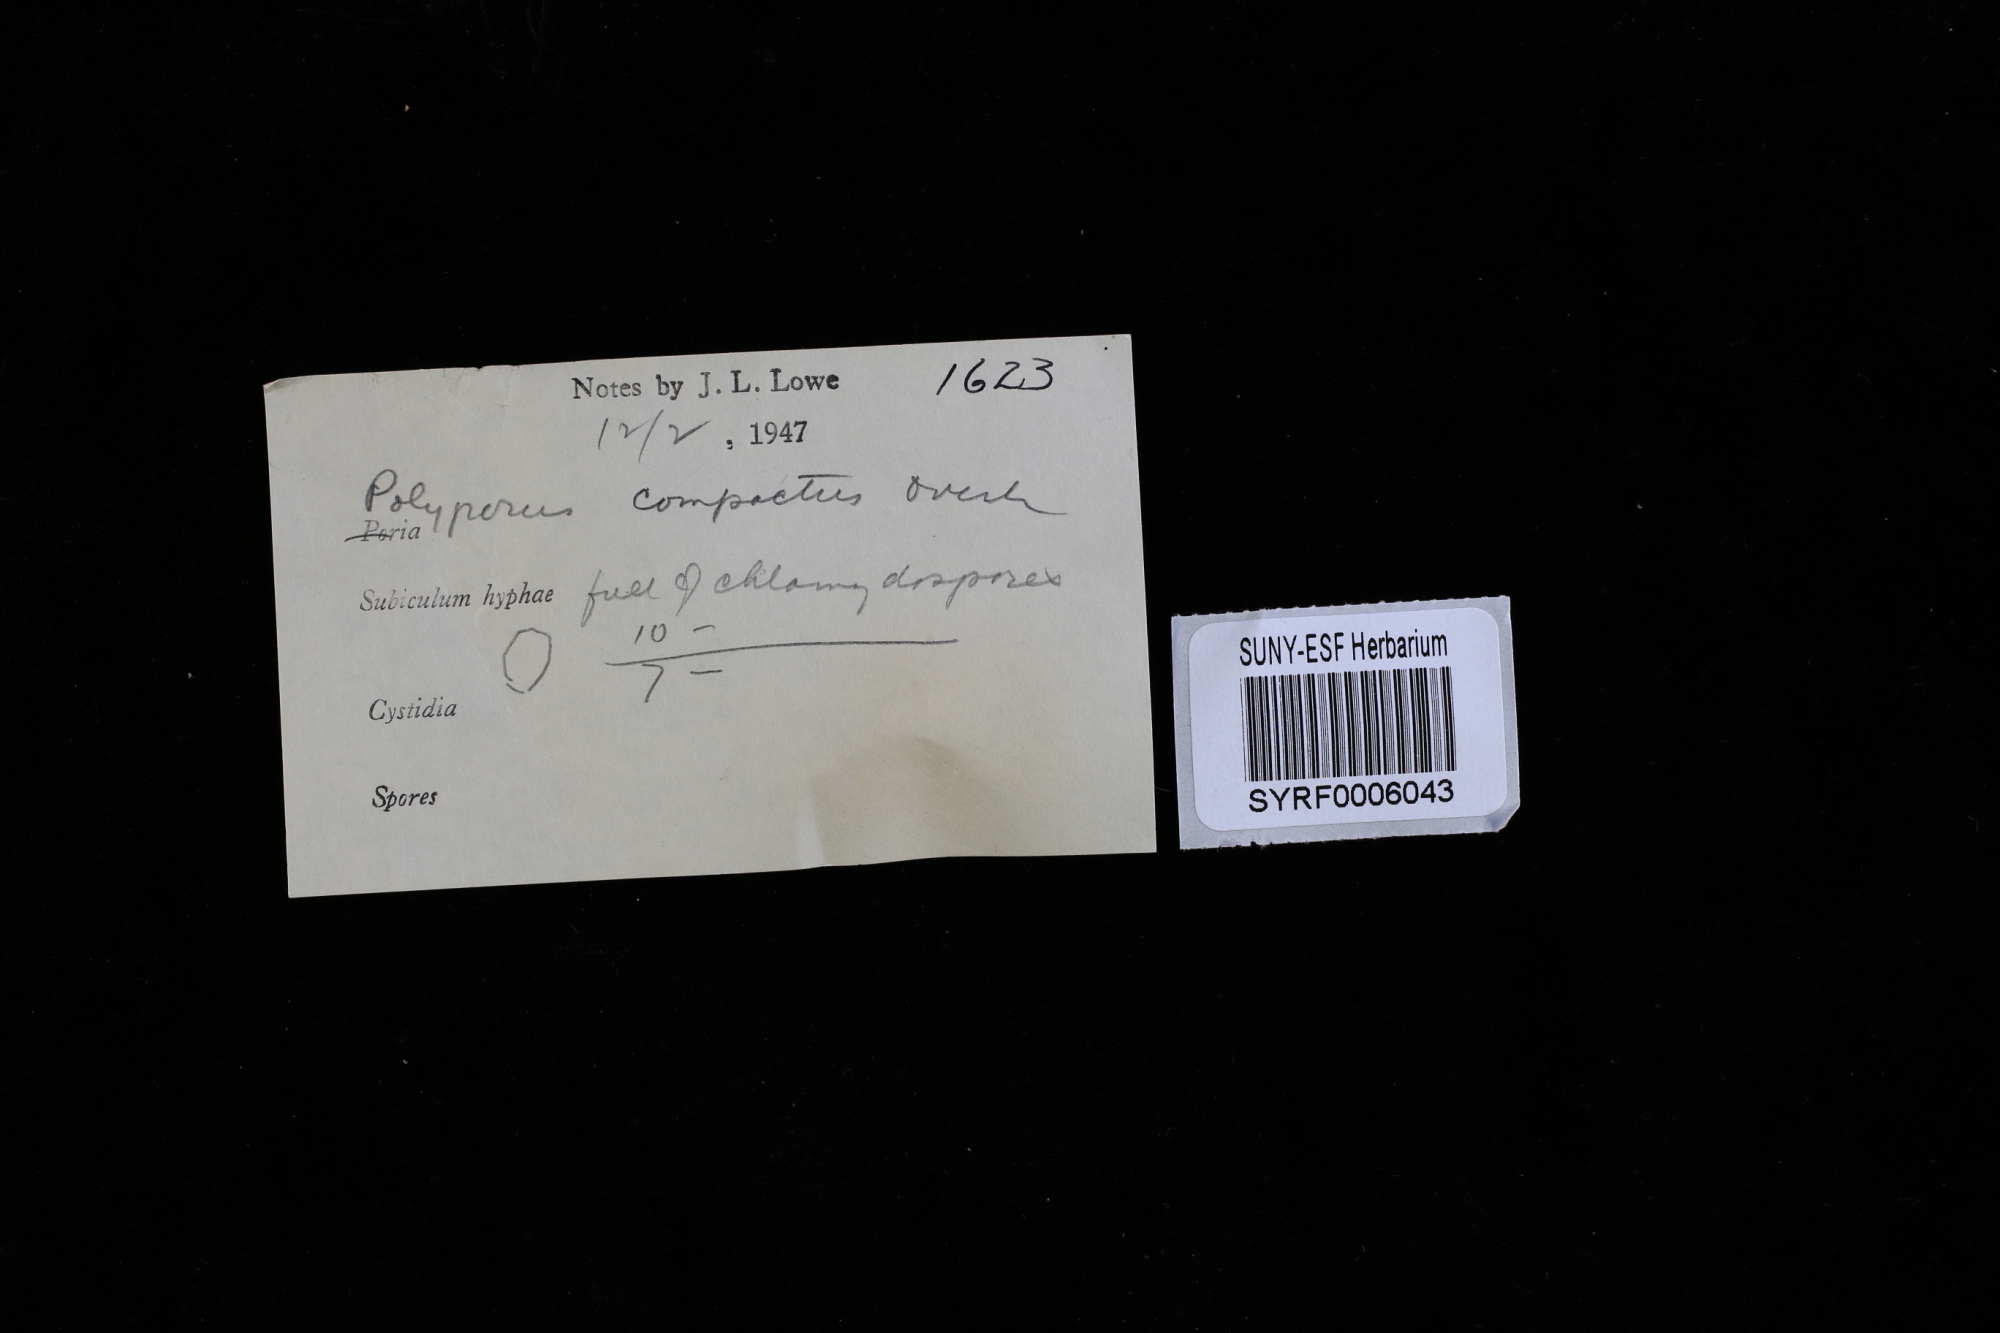 Notes by J. L. Lowe 1623
12/2, 1947
Polyporus compactus Overh
Poria
Subiculum hyphae full of chlamydospores
10 -
7 -
Cystidia
Spores
SUNY-ESF Herbarium
SYRF0006043